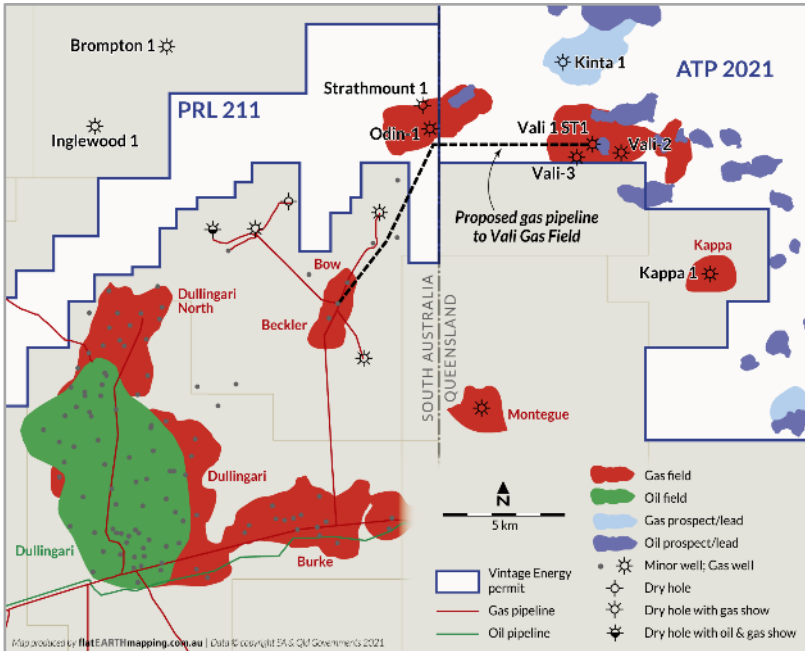 Brompton 1
Kinta 1
ATP 2021
Strathmount 1
PRL 211
Inglewood 1
Odin-1
Vali 1 ST1
Vali-2
Vali-3
Proposed gas pipeline
to Vali Gas Field
Kappa
Kappa 1
Bow
Dullingari
North
Beckler
SOUTH AUSTRALIA
QUEENSLAND
Montegue
Dullingari
Dullingari
Burke
N
5 km
Gas field
Oil field
Gas prospect/lead
Oil prospect/lead
Minor well; Gas well
Vintage Energy
permit
Dry hole
Gas pipeline
Dry hole with gas show
Oil pipeline
Dry hole with oil & gas show
Map produced by flatEARTHmapping.com.au | Data © copyright SA & Qld Governments 2021